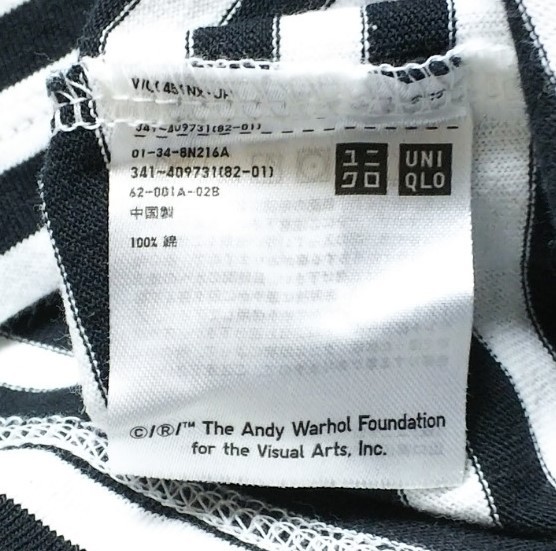 341-409731(82-01)
01-34-8N216A
341-409731(82-01)
62-001A-02B
中国製
100% 綿
ユニ
クロ
UNI
QLO
©/®/™ The Andy Warhol Foundation
for the Visual Arts, Inc.